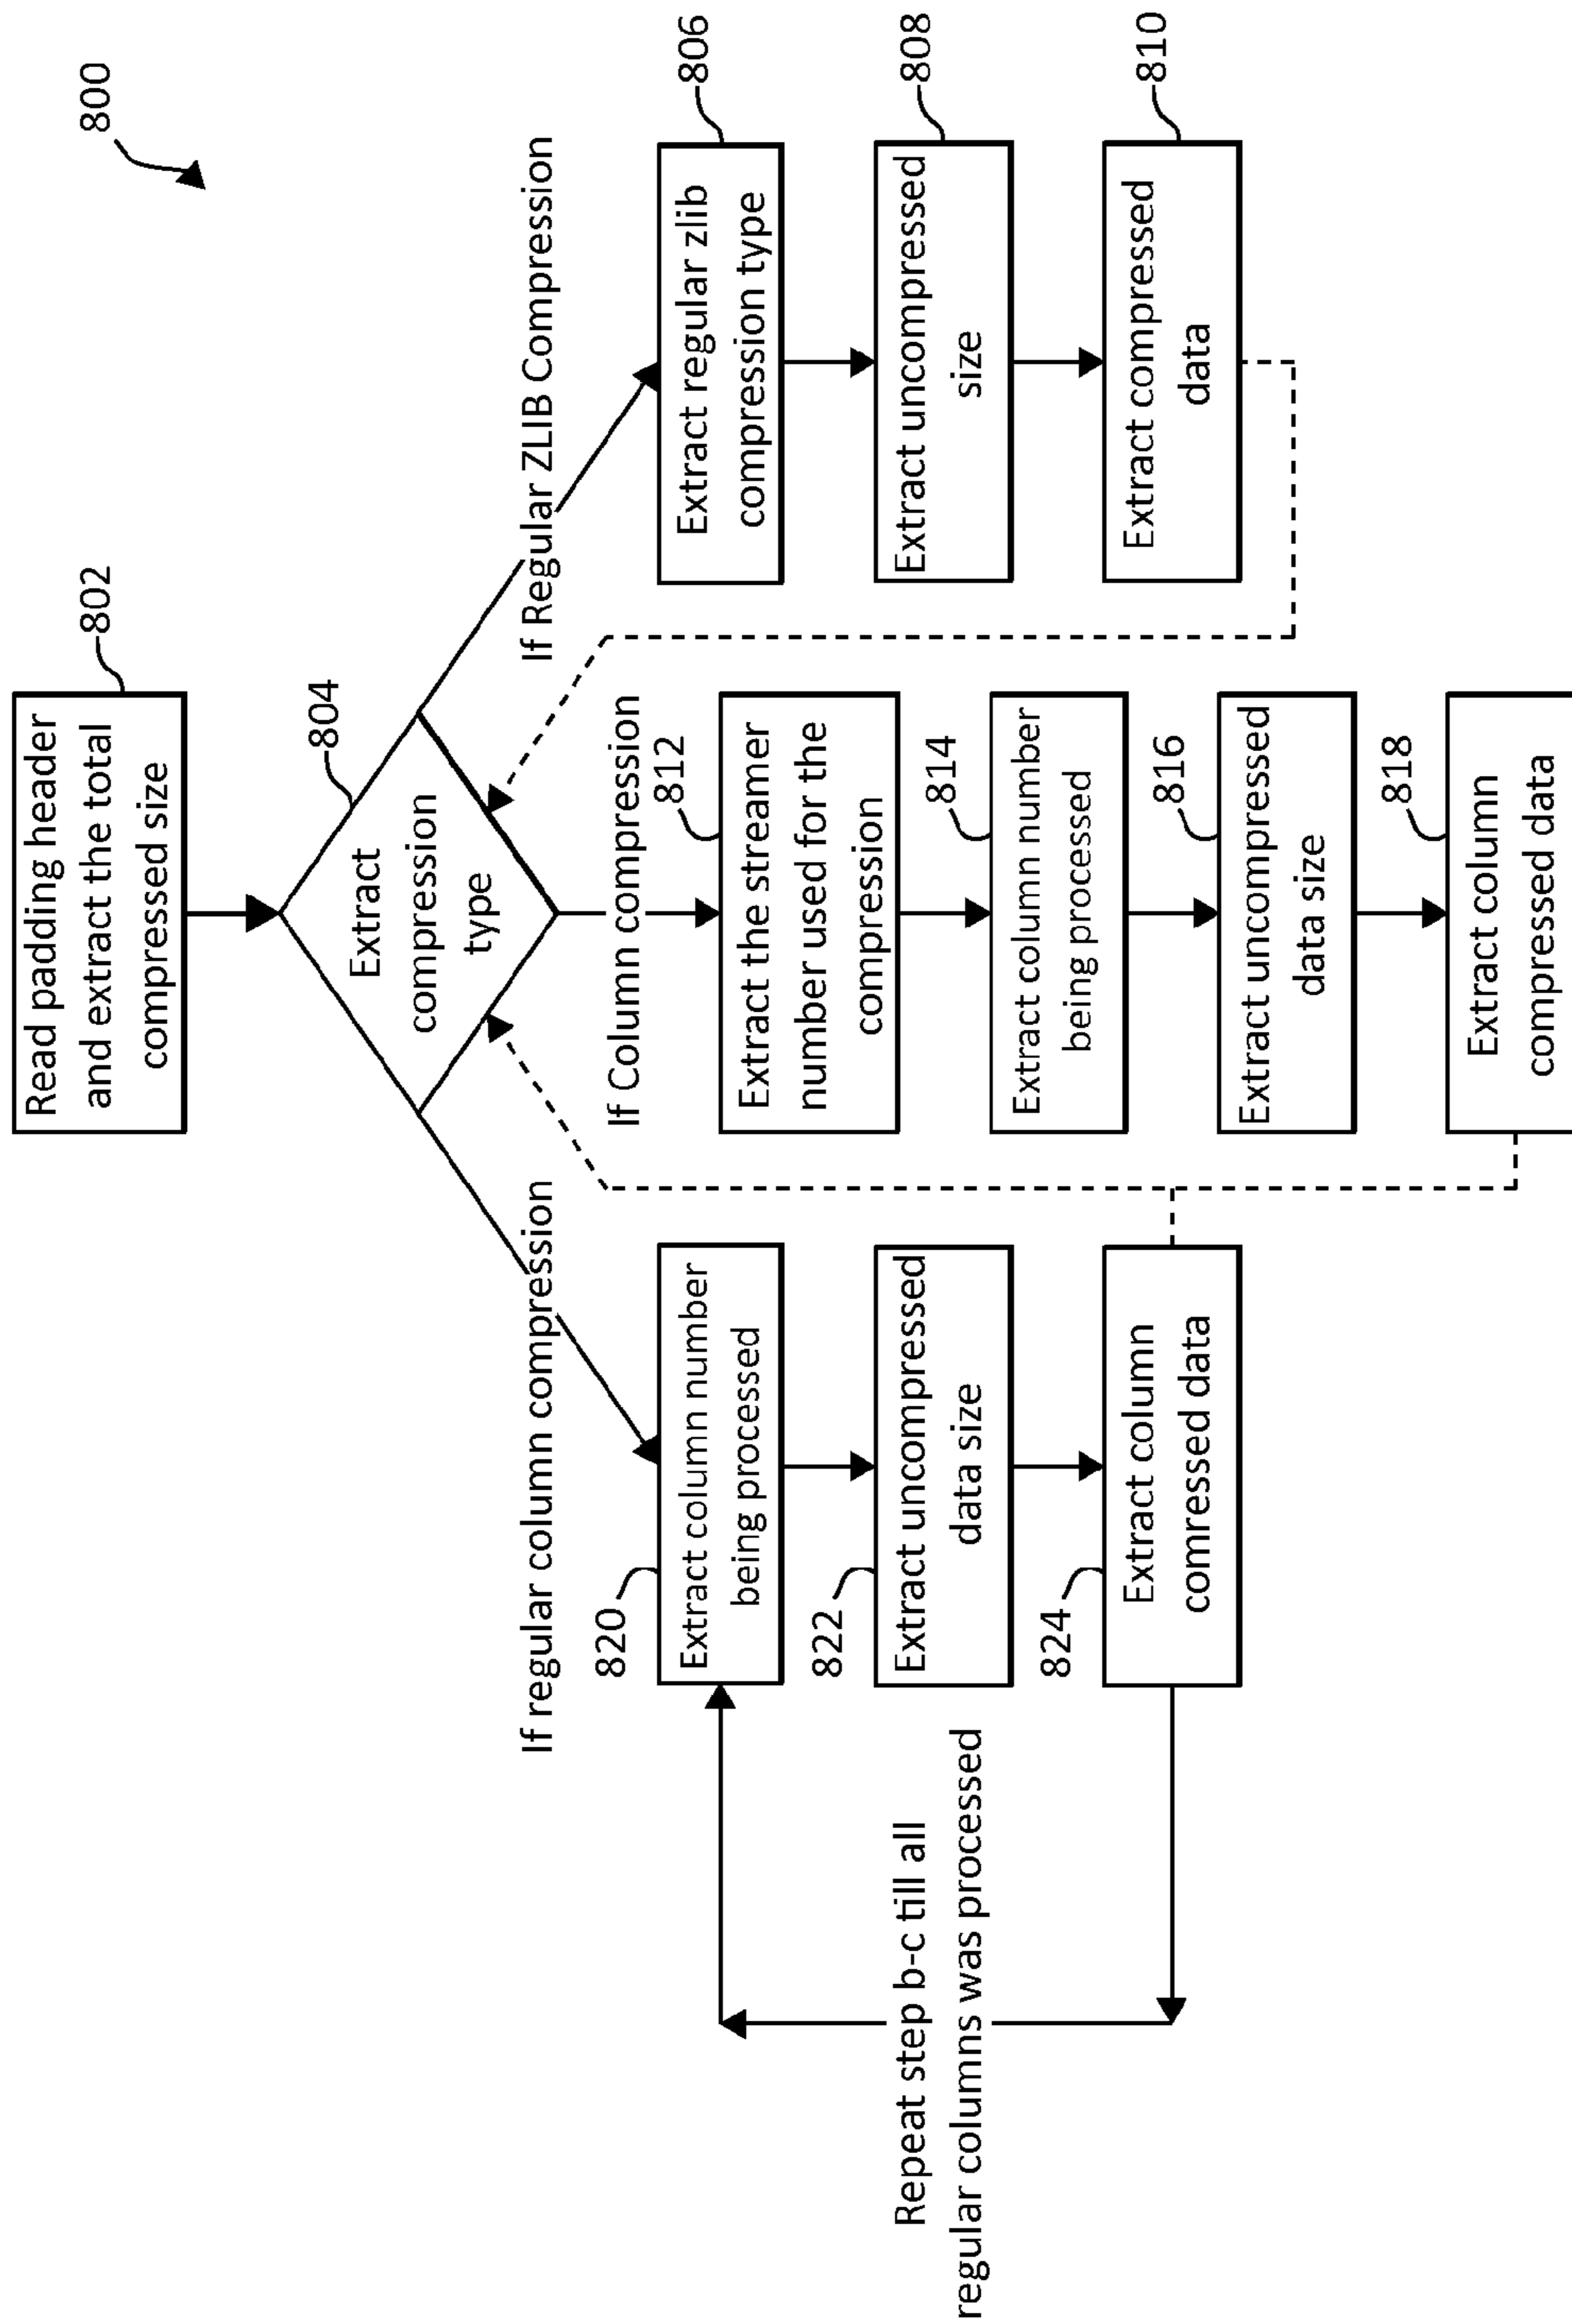 800
Read padding header
and extract the total
compressed size
802
804
Extract
compression
type
If Regular ZLIB Compression
Extract regular zlib
compression type
806
Extract uncompressed
size
808
Extract compressed
data
810
If Column compression
812
Extract the streamer
number used for the
compression
814
Extract column number
being processed
816
Extract uncompressed
data size
818
Extract column
compressed data
If regular column compression
820
Extract column number
being processed
822
Extract uncompressed
data size
824
Extract column
comressed data
Repeat step b-c till all
regular columns was processed